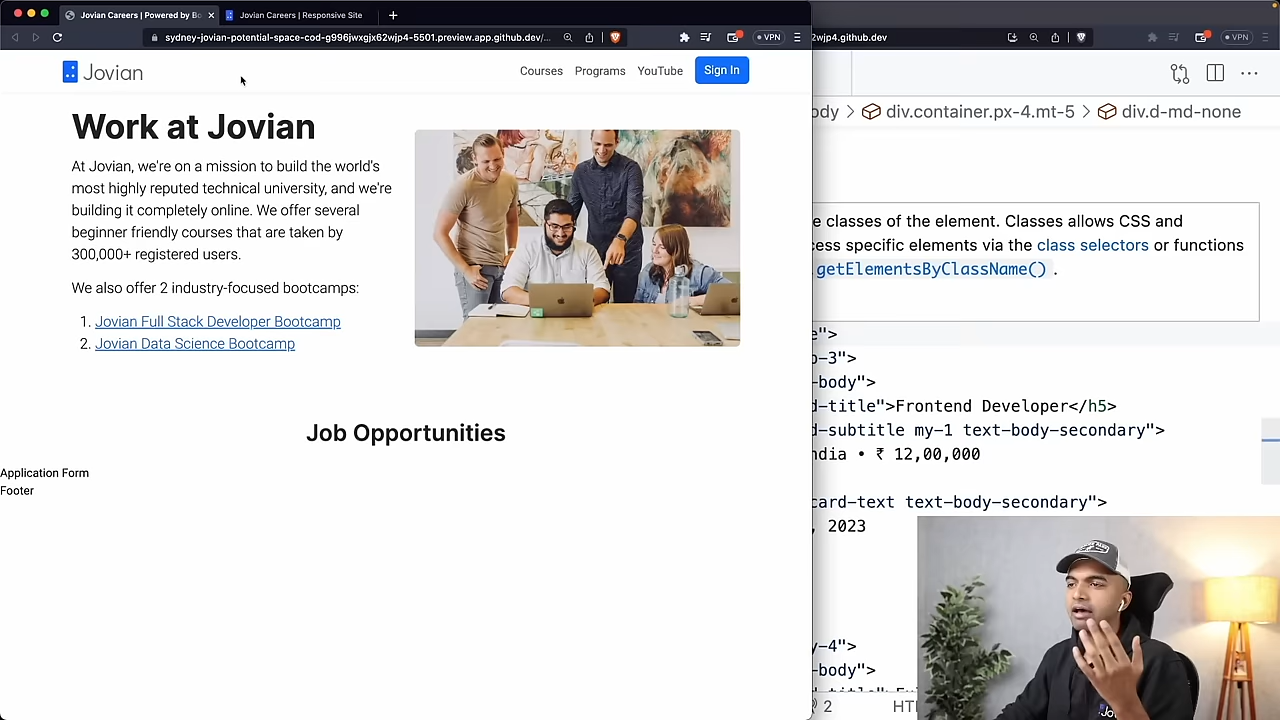 Jovian Careers | Powered by Bo
Jovian Careers | Responsive Site
sydney-jovian-potential-space-cod-g996jwxgjx62wjp4-5501.preview.app.github.dev/...
VPN
2wjp4.github.dev
VPN
Jovian
Courses
Programs
YouTube
Sign In
Work at Jovian
At Jovian, we're on a mission to build the world's
most highly reputed technical university, and we're
building it completely online. We offer several
beginner friendly courses that are taken by
300,000+ registered users.
We also offer 2 industry-focused bootcamps:
1. Jovian Full Stack Developer Bootcamp
2. Jovian Data Science Bootcamp
Job Opportunities
Application Form
Footer
ody > div.container.px-4.mt-5 > div.d-md-none
e classes of the element. Classes allows CSS and
cess specific elements via the class selectors or functions
getElementsByClassName() .
e">
p-3">
-body">
d-title">Frontend Developer</h5>
d-subtitle my-1 text-body-secondary">
ndia • ₹ 12,00,000
card-text text-body-secondary">
, 2023
y-4">
-body">
2
HT